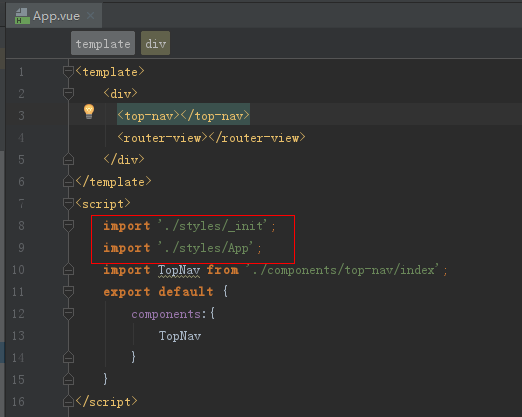 App.vue
template div
1 <template>
2 <div>
3 <top-nav></top-nav>
4 <router-view></router-view>
5 </div>
6 </template>
7 <script>
8 import './styles/_init';
9 import './styles/App';
10 import TopNav from './components/top-nav/index';
11 export default {
12 components:{
13 TopNav
14 }
15 }
16 </script>